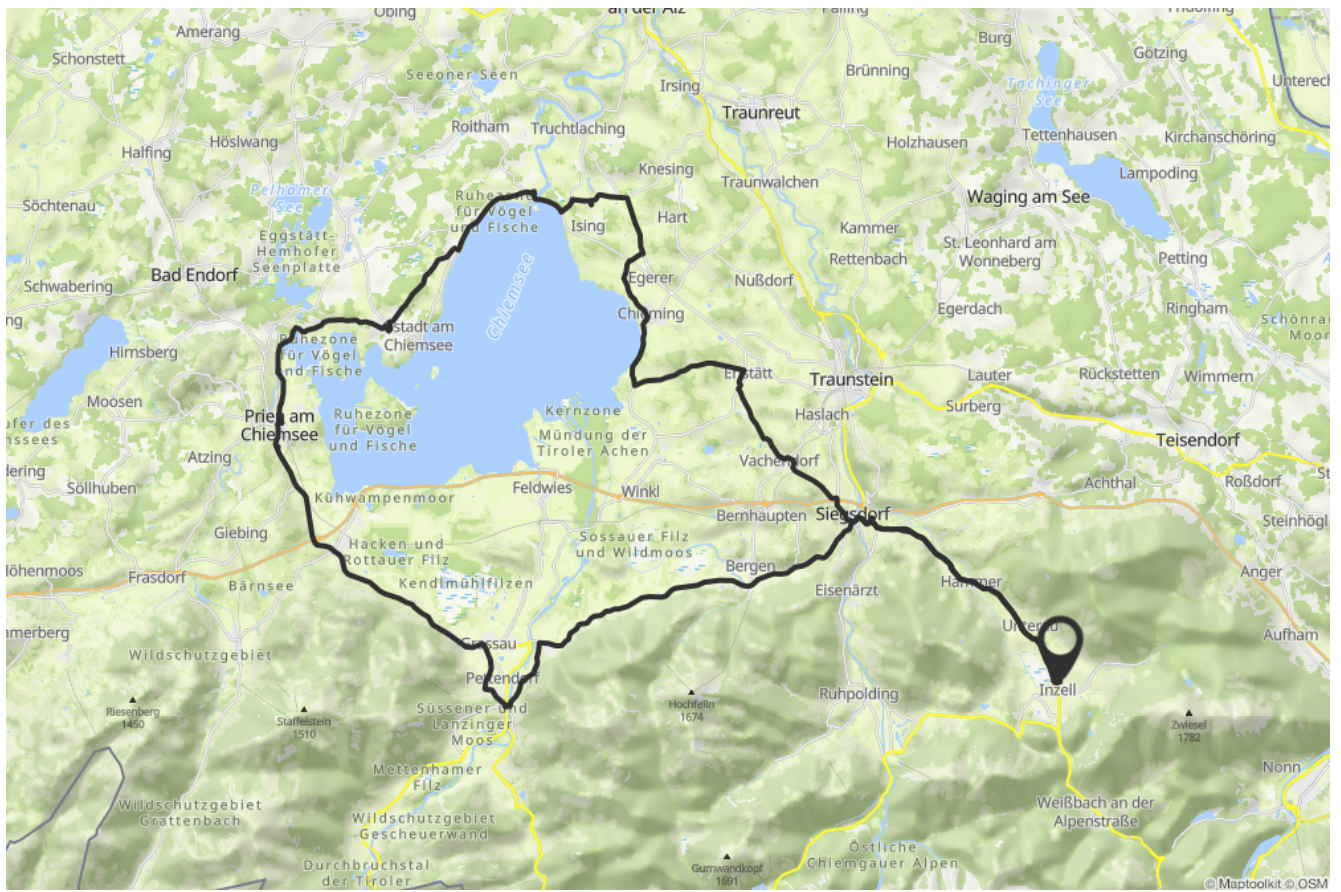 Obing
an der Alz
Palling
Fridolfing
Amerang
Burg
Schonstett
Götzing
Seeoner Seen
Brünning
Tachinger
See
Irsing
Traunreut
Roitham
Truchtlaching
Tettenhausen
Kirchanschöring
Höslwang
Halfing
Holzhausen
Knesing
Lampoding
Traunwalchen
Pelhamer
See
Söchtenau
Ruhezone
für Vögel
und Fische
Waging am See
Hart
Ising
Kammer
Rettenbach
Eggstätt-
Hemhofer
Seenplatte
St. Leonhard am
Wonneberg
Petting
Bad Endorf
Egerer
Nußdorf
Schwabering
Chiemsee
Ringham
Egerdach
Chieming
stadt am
Chiemsee
Schönram
Moor
Ruhezone
für Vögel
und Fische
Himsberg
Erlstätt
Traunstein
Lauter
Rückstetten
Wimmern
Moosen
Surberg
Prien am
Chiemsee
Ruhezone
für Vögel
und Fische
Kernzone
Mündung der
Tiroler Achen
Haslach
Teisendorf
Atzing
Vachendorf
Söllhuben
Kühwampenmoor
Feldwies
Winkl
Achthal
Roßdorf
Bernhaupten
Siegsdorf
Steinhögl
Giebing
Hacken und
Rottauer Filz
Sossauer Filz
und Wildmoos
Höhenmoos
Frasdorf
Bärnsee
Kendlmühlfilzen
Bergen
Eisenärzt
Hammer
Anger
Unterau
Aufham
Grassau
Wildschutzgebiet
Pettendorf
Inzell
Ruhpolding
Riesenberg
1450
Staffelstein
1510
Hochfelln
1674
Süssener und
Lanzinger
Moos
Zwiesel
1782
Mettenhamer
Filz
Nonn
Wildschutzgebiet
Grattenbach
Wildschutzgebiet
Gescheuerwand
Weißbach an der
Alpenstraße
Durchbruchstal
der Tiroler
Gurnwandkopf
1691
Östliche
Chiemgauer Alpen
© Maptoolkit © OSM